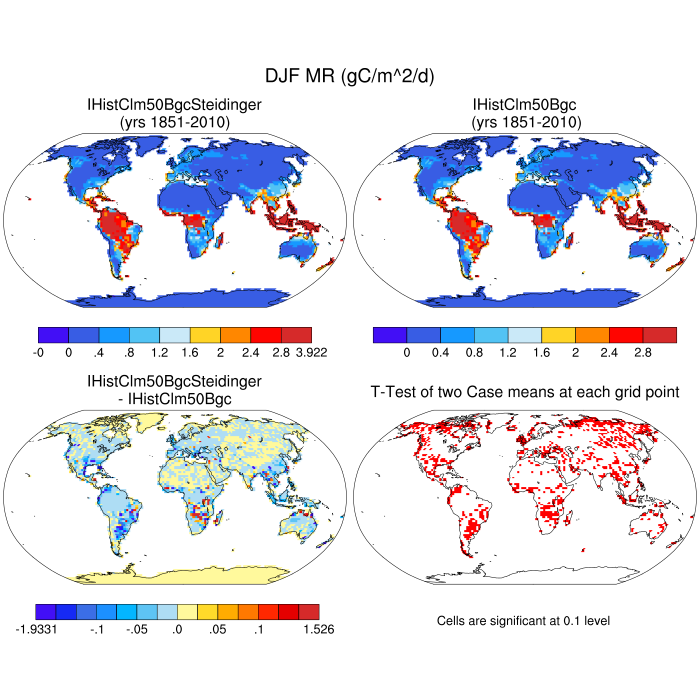 DJF MR (gC/m^2/d)
IHistClm50BgcSteidinger
(yrs 1851-2010)
IHistClm50Bgc
(yrs 1851-2010)
-0 0 .4 .8 1.2 1.6 2 2.4 2.8 3.922
0 0.4 0.8 1.2 1.6 2 2.4 2.8
IHistClm50BgcSteidinger
- IHistClm50Bgc
T-Test of two Case means at each grid point
-1.9331 -.1 -.05 .0 .05 .1 1.526
Cells are significant at 0.1 level